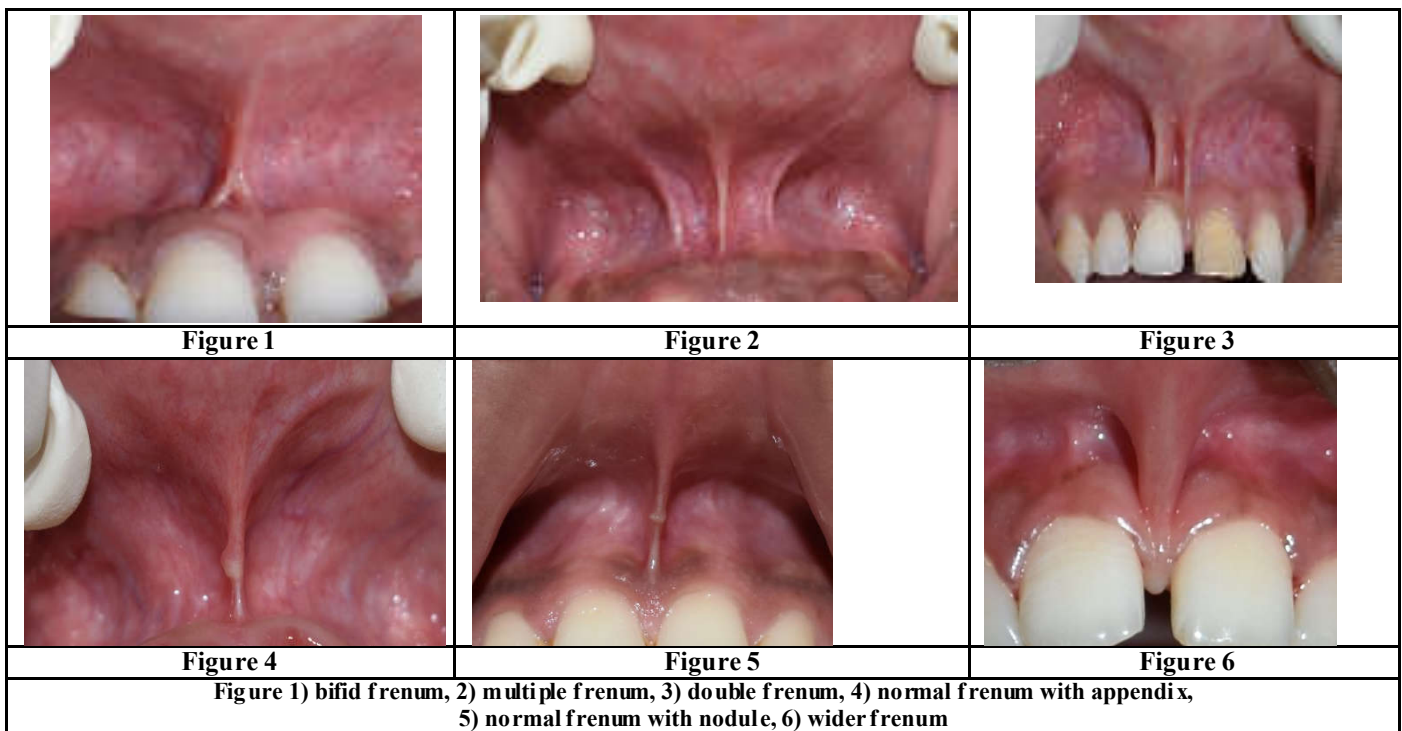 Figure 1
Figure 2
Figure 3
Figure 4
Figure 5
Figure 6
Figure 1) bifid frenum, 2) multiple frenum, 3) double frenum, 4) normal frenum with appendix,
5) normal frenum with nodule, 6) wider frenum